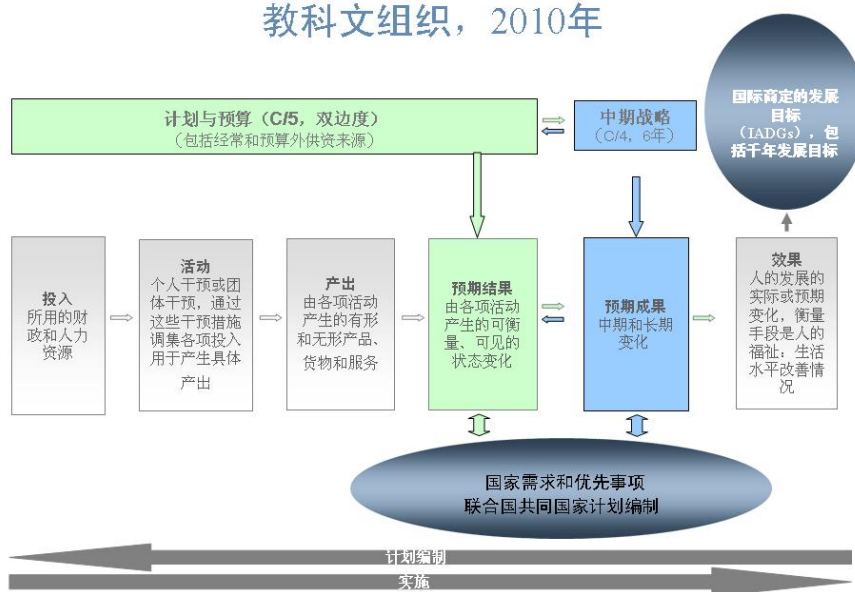 教科文组织，2010年
计划与预算（C/5，双边度）
（包括经常和预算外供资来源）
中期战略
（C/4，6年）
国际商定的发展
目标
（IADGs），包
括千年发展目标
投入
所用的财
政和人力
资源
活动
个人干预或团
体干预，通过
这些干预措施
调集各项投入
用于产生具体
产出
产出
由各项活动
产生的有形
和无形产品、
货物和服务
预期结果
由各项活动
产生的可衡
量、可见的
状态变化
预期成果
中期和长期
变化
效果
人的发展的
实际或预期
变化，衡量
手段是人的
福祉：生活
水平改善情
况
国家需求和优先事项
联合国共同国家计划编制
计划编制
实施